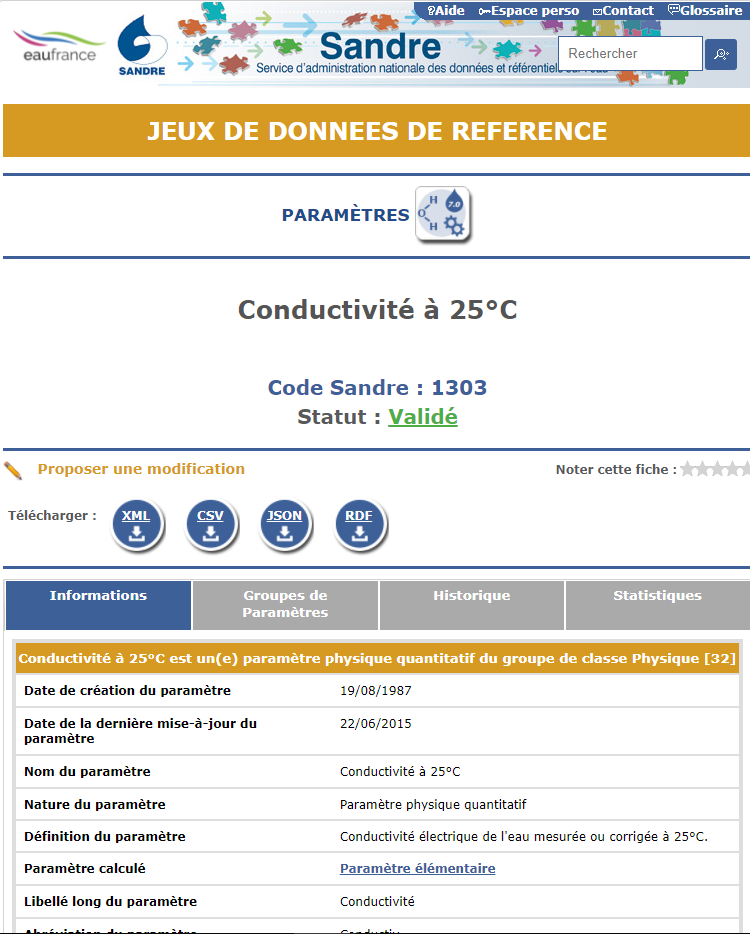 ?Aide Espace perso Contact Glossaire
eaufrance
SANDRE
Sandre
Service d'administration nationale des données et référentiels
Rechercher
JEUX DE DONNEES DE REFERENCE
PARAMÈTRES
H
7.0
O
H
Conductivité à 25°C
Code Sandre : 1303
Statut : Validé
Proposer une modification
Noter cette fiche :
Télécharger :
XML
CSV
JSON
RDF
Informations
Groupes de
Paramètres
Historique
Statistiques
Conductivité à 25°C est un(e) paramètre physique quantitatif du groupe de classe Physique [32]
Date de création du paramètre 19/08/1987
Date de la dernière mise-à-jour du 22/06/2015
paramètre
Nom du paramètre Conductivité à 25°C
Nature du paramètre Paramètre physique quantitatif
Définition du paramètre Conductivité électrique de l'eau mesurée ou corrigée à 25°C.
Paramètre calculé Paramètre élémentaire
Libellé long du paramètre Conductivité
Abréviation du paramètre Conductiv